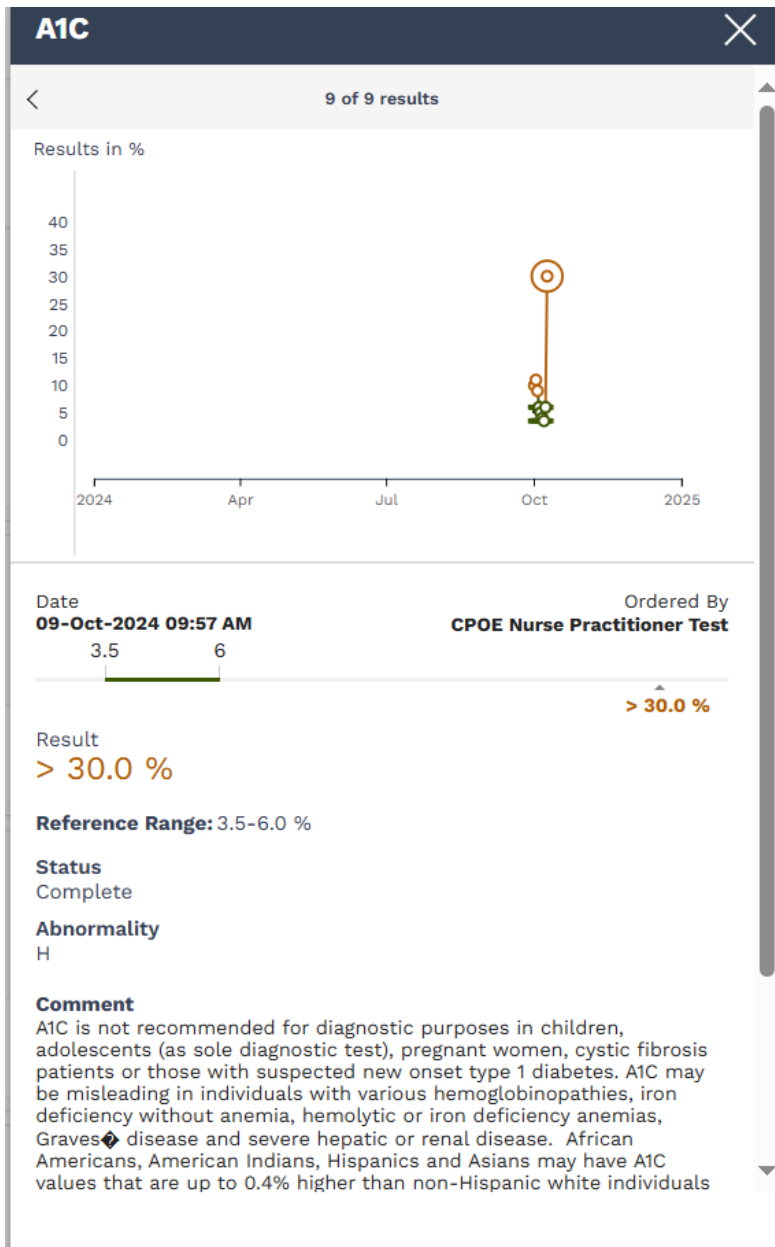 A1C
9 of 9 results
Results in %
40
35
30
25
20
15
10
5
0
2024 Apr Jul Oct 2025
Date Ordered By
09-Oct-2024 09:57 AM CPOE Nurse Practitioner Test
3.5 6
> 30.0 %
Result
> 30.0 %
Reference Range: 3.5-6.0 %
Status
Complete
Abnormality
H
Comment
A1C is not recommended for diagnostic purposes in children,
adolescents (as sole diagnostic test), pregnant women, cystic fibrosis
patients or those with suspected new onset type 1 diabetes. A1C may
be misleading in individuals with various hemoglobinopathies, iron
deficiency without anemia, hemolytic or iron deficiency anemias,
Graves� disease and severe hepatic or renal disease. African
Americans, American Indians, Hispanics and Asians may have A1C
values that are up to 0.4% higher than non-Hispanic white individuals